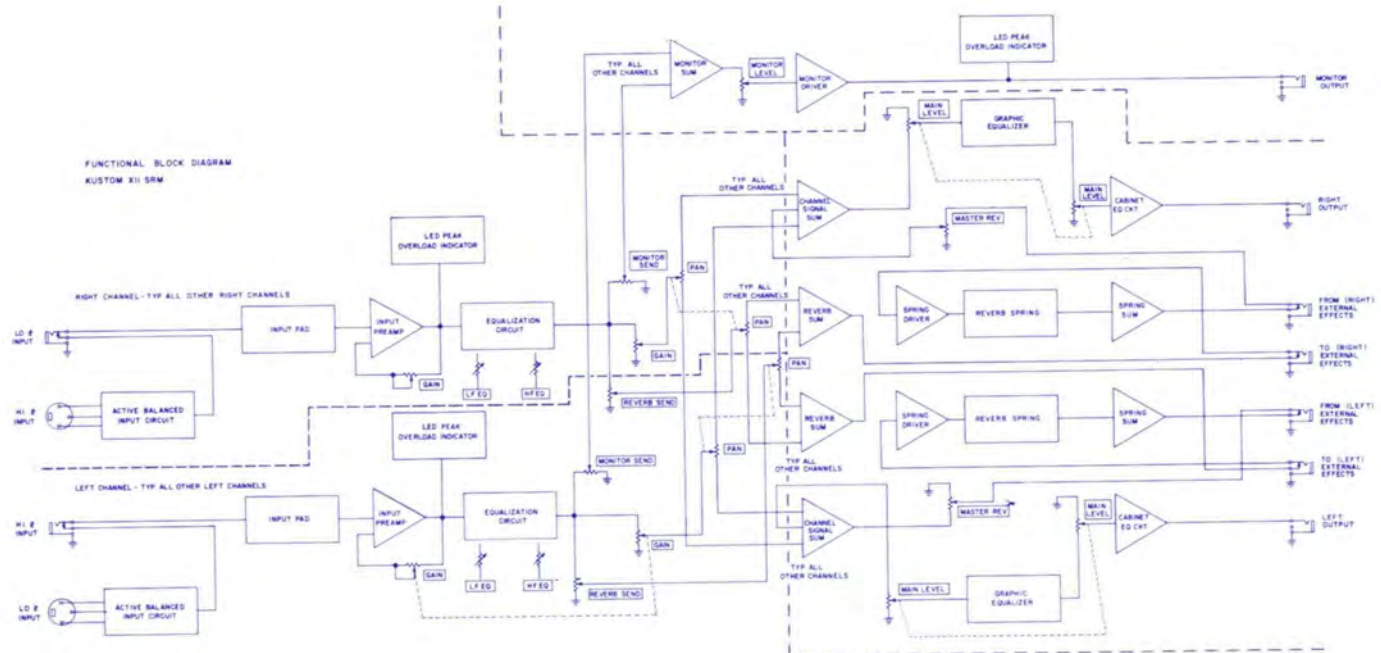 LED PEAK
OVERLOAD INDICATOR
TYP. ALL
OTHER CHANNELS
MONITOR
SUM
MONITOR
LEVEL
MONITOR
DRIVER
MONITOR
OUTPUT
MAIN
LEVEL
GRAPHIC
EQUALIZER
FUNCTIONAL BLOCK DIAGRAM
KUSTOM XII SRM
TYP. ALL
OTHER CHANNELS
CHANNEL
SIGNAL
SUM
MAIN
LEVEL
CABINET
EQ CKT
RIGHT
OUTPUT
MASTER REV
LED PEAK
OVERLOAD INDICATOR
MONITOR
SEND
PAN
TYP ALL
OTHER
CHANNELS
RIGHT CHANNEL - TYP ALL OTHER RIGHT CHANNELS
LO Z
INPUT
INPUT PAD
INPUT
PREAMP
EQUALIZATION
CIRCUIT
GAIN
PAN
REVERB
SUM
SPRING
DRIVER
REVERB SPRING
SPRING
SUM
FROM (RIGHT)
EXTERNAL
EFFECTS
TO (RIGHT)
EXTERNAL
EFFECTS
PAN
GAIN
LF EQ
HF EQ
REVERB SEND
HI Z
INPUT
ACTIVE BALANCED
INPUT CIRCUIT
REVERB
SUM
SPRING
DRIVER
REVERB SPRING
SPRING
SUM
FROM (LEFT)
EXTERNAL
EFFECTS
LED PEAK
OVERLOAD INDICATOR
PAN
MONITOR SEND
TYP ALL
OTHER CHANNELS
TO (LEFT)
EXTERNAL
EFFECTS
LEFT CHANNEL - TYP ALL OTHER LEFT CHANNELS
HI Z
INPUT
INPUT PAD
INPUT
PREAMP
EQUALIZATION
CIRCUIT
GAIN
CHANNEL
SIGNAL
SUM
MASTER REV
MAIN
LEVEL
CABINET
EQ CKT
LEFT
OUTPUT
GAIN
LF EQ
HF EQ
REVERB SEND
TYP ALL
OTHER CHANNELS
MAIN LEVEL
GRAPHIC
EQUALIZER
LO Z
INPUT
ACTIVE BALANCED
INPUT CIRCUIT